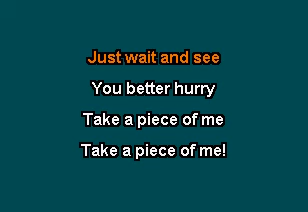 Just wait and see
You better hurry
Take a piece of me
Take a piece of me!